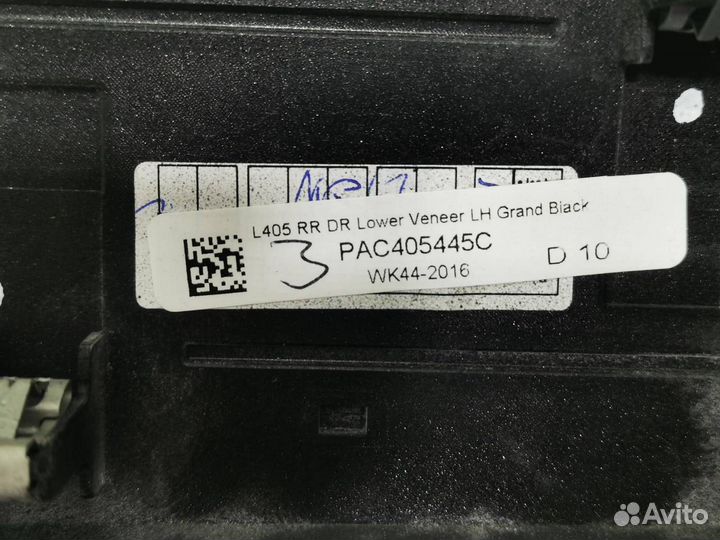 L405 RR DR Lower Veneer LH Grand Black
3 PAC405445C D 10
WK44-2016
Avito